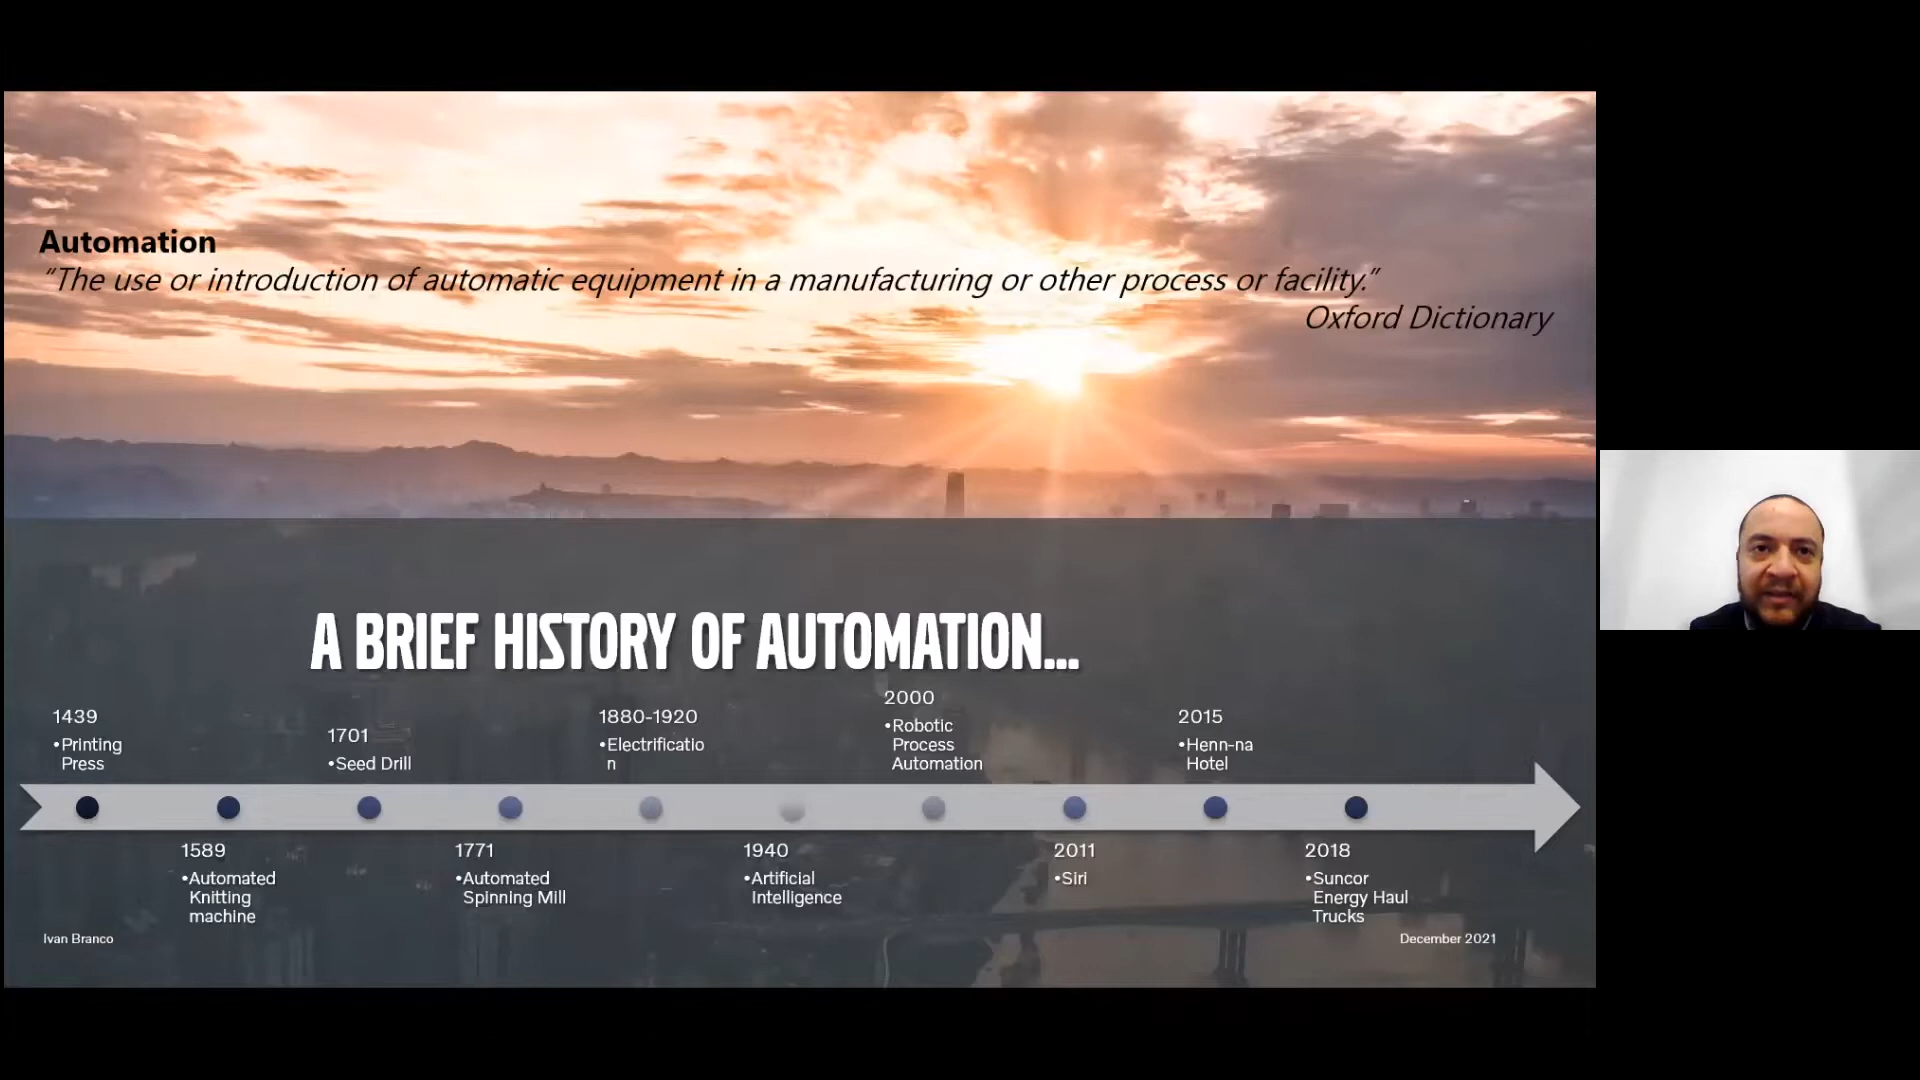 Automation
“The use or introduction of automatic equipment in a manufacturing or other process or facility.”
Oxford Dictionary
A BRIEF HISTORY OF AUTOMATION...
1439
•Printing
Press
1589
•Automated
Knitting
machine
1701
•Seed Drill
1771
•Automated
Spinning Mill
1880-1920
•Electrificatio
n
1940
•Artificial
Intelligence
2000
•Robotic
Process
Automation
2011
•Siri
2015
•Henn-na
Hotel
2018
•Suncor
Energy Haul
Trucks
Ivan Branco
December 2021